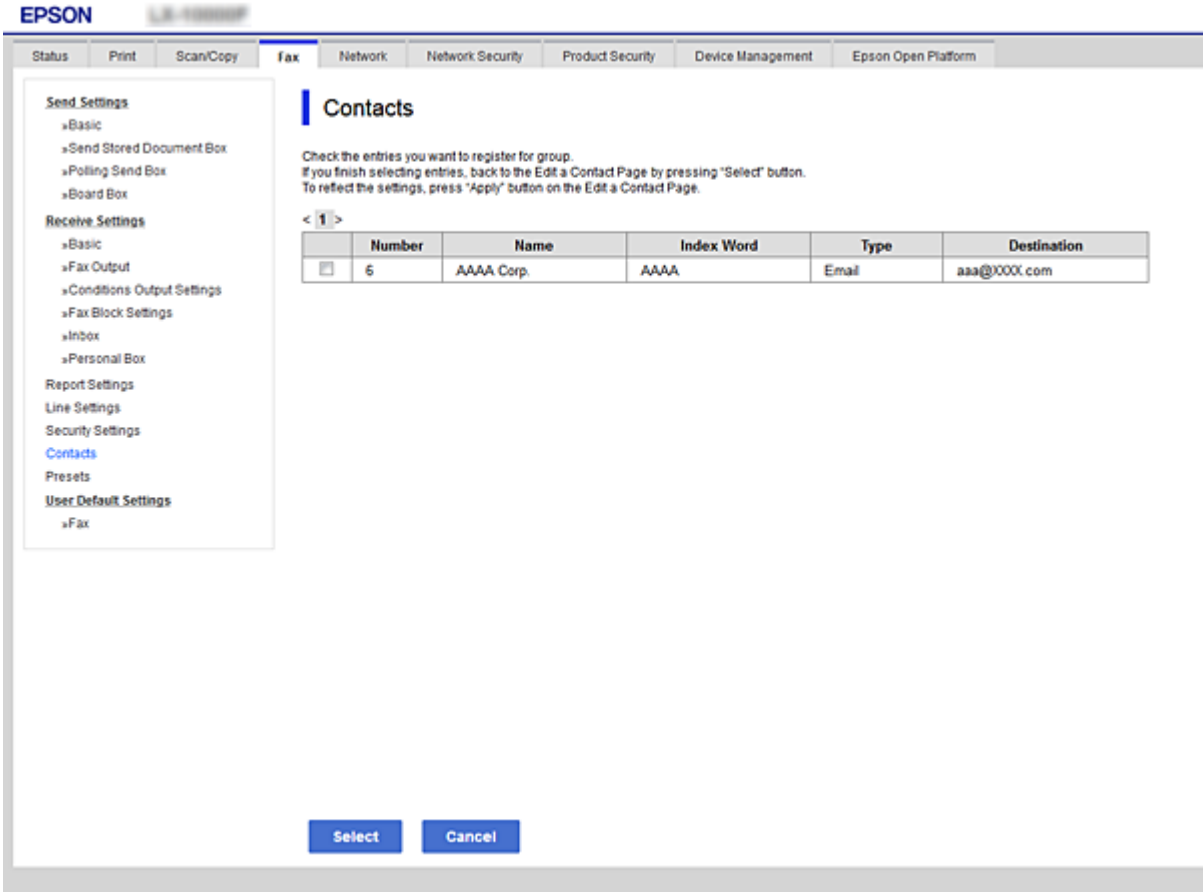 EPSON
Status Print Scan/Copy Fax Network Network Security Product Security Device Management Epson Open Platform
Send Settings
»Basic
»Send Stored Document Box
»Polling Send Box
»Board Box
Receive Settings
»Basic
»Fax Output
»Conditions Output Settings
»Fax Block Settings
»Inbox
»Personal Box
Report Settings
Line Settings
Security Settings
Contacts
Presets
User Default Settings
»Fax
Contacts
Check the entries you want to register for group.
If you finish selecting entries, back to the Edit a Contact Page by pressing "Select" button.
To reflect the settings, press "Apply" button on the Edit a Contact Page.
< 1 >
Number Name Index Word Type Destination
6 AAAA Corp. AAAA Email aaa@XXXX.com
Select Cancel